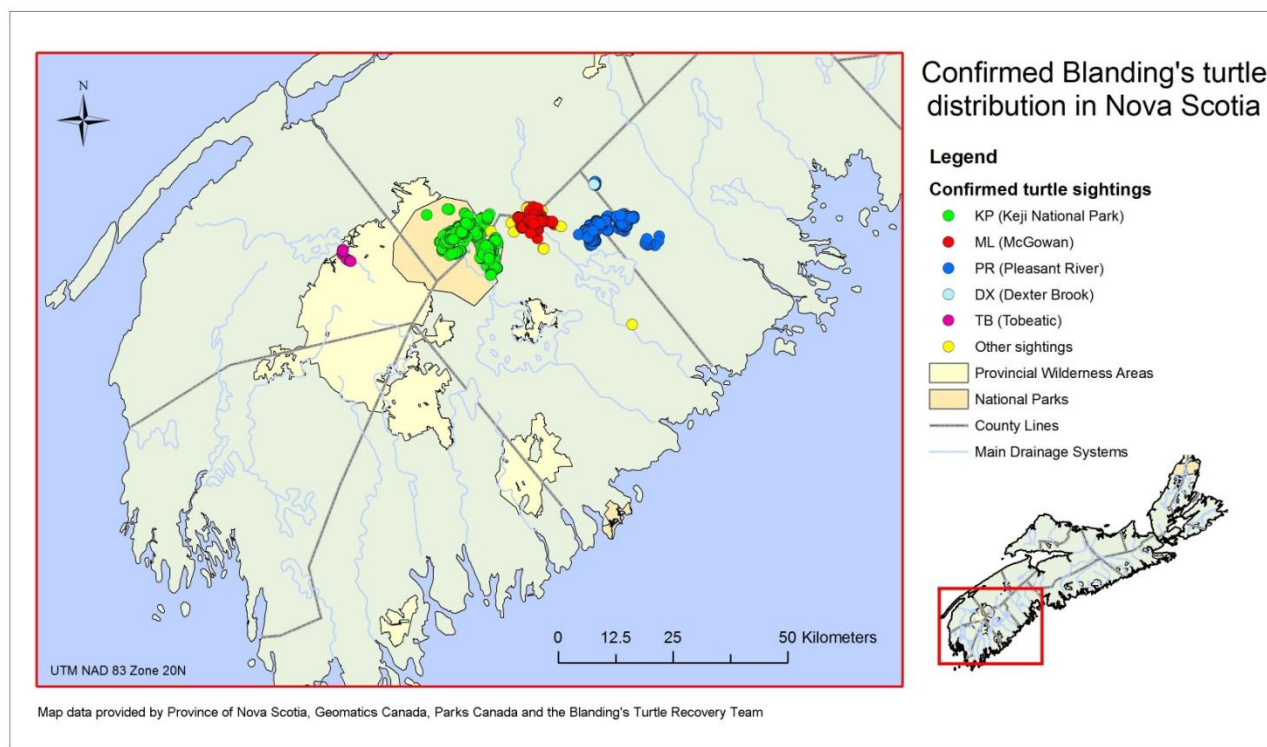 Confirmed Blanding's turtle
distribution in Nova Scotia
N
Legend
Confirmed turtle sightings
KP (Keji National Park)
ML (McGowan)
PR (Pleasant River)
DX (Dexter Brook)
TB (Tobeatic)
Other sightings
Provincial Wilderness Areas
National Parks
County Lines
Main Drainage Systems
0 12.5 25 50 Kilometers
UTM NAD 83 Zone 20N
Map data provided by Province of Nova Scotia, Geomatics Canada, Parks Canada and the Blanding's Turtle Recovery Team